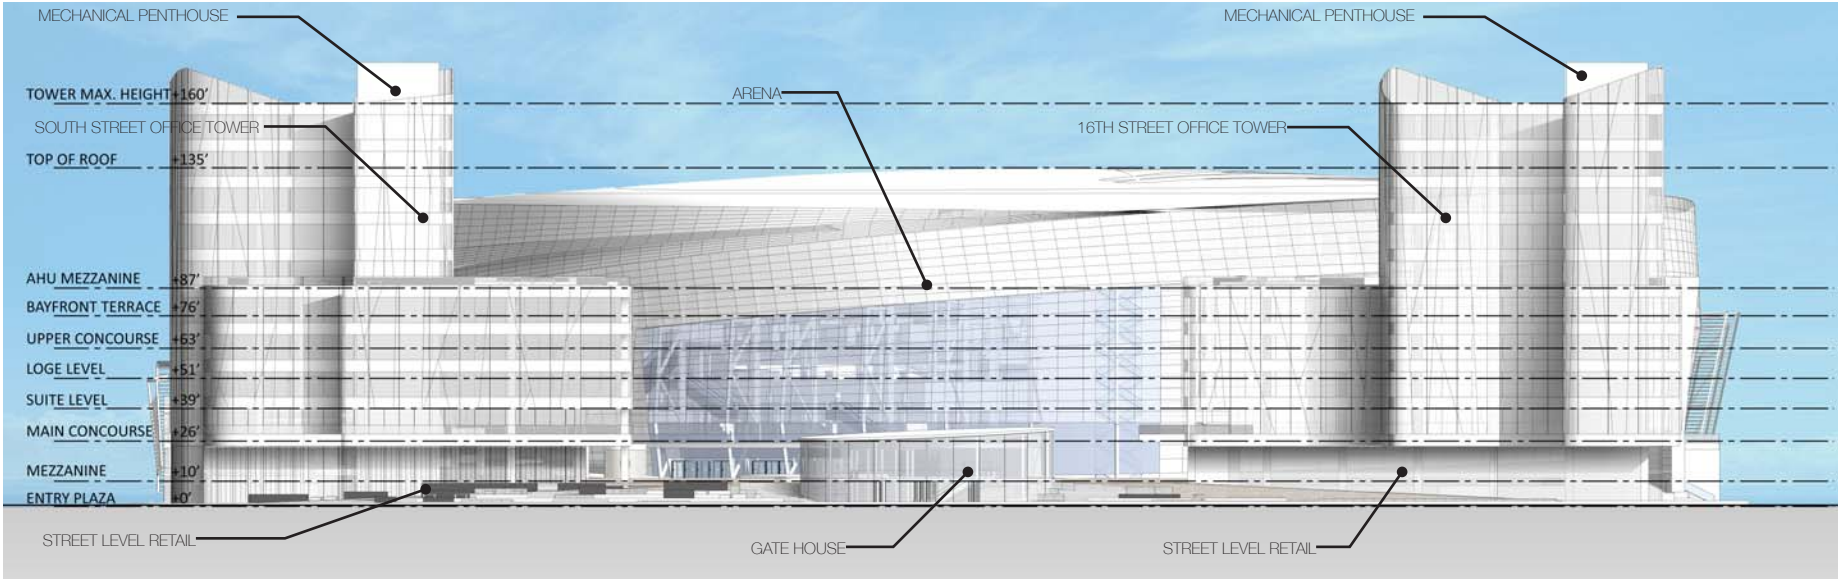 MECHANICAL PENTHOUSE
MECHANICAL PENTHOUSE
TOWER MAX. HEIGHT +160'
ARENA
SOUTH STREET OFFICE TOWER
16TH STREET OFFICE TOWER
TOP OF ROOF +135'
AHU MEZZANINE +87'
BAYFRONT TERRACE +76'
UPPER CONCOURSE +63'
LOGE LEVEL +51'
SUITE LEVEL +39'
MAIN CONCOURSE +26'
MEZZANINE +10'
ENTRY PLAZA +0'
STREET LEVEL RETAIL
GATE HOUSE
STREET LEVEL RETAIL